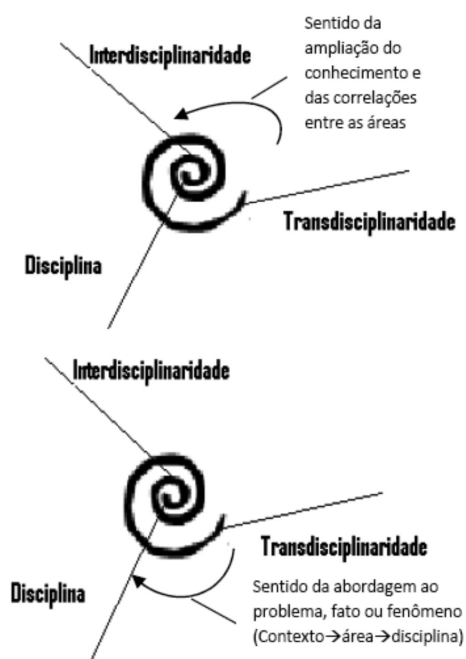 Sentido da
ampliação do
conhecimento e
das correlações
entre as áreas
Interdisciplinaridade
Transdisciplinaridade
Disciplina
Interdisciplinaridade
Transdisciplinaridade
Disciplina
Sentido da abordagem ao
problema, fato ou fenômeno
(Contexto→área→disciplina)